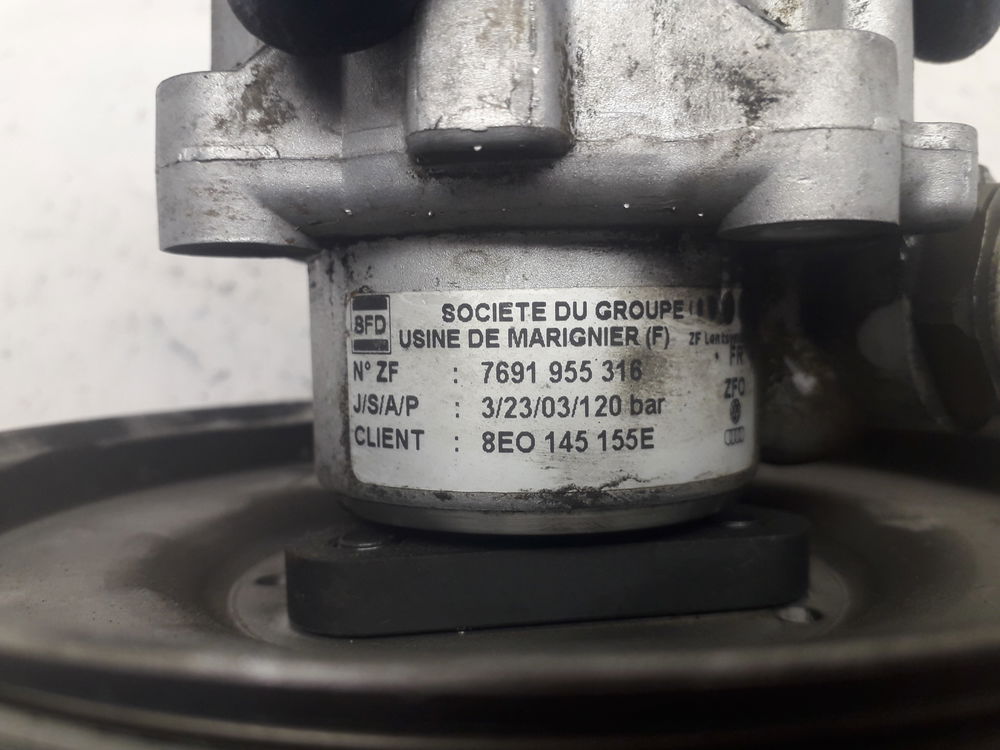 SFD
SOCIETE DU GROUPE
USINE DE MARIGNIER (F)
N° ZF : 7691 955 316
J/S/A/P : 3/23/03/120 bar
CLIENT : 8EO 145 155E
ZF
FR
ZFO